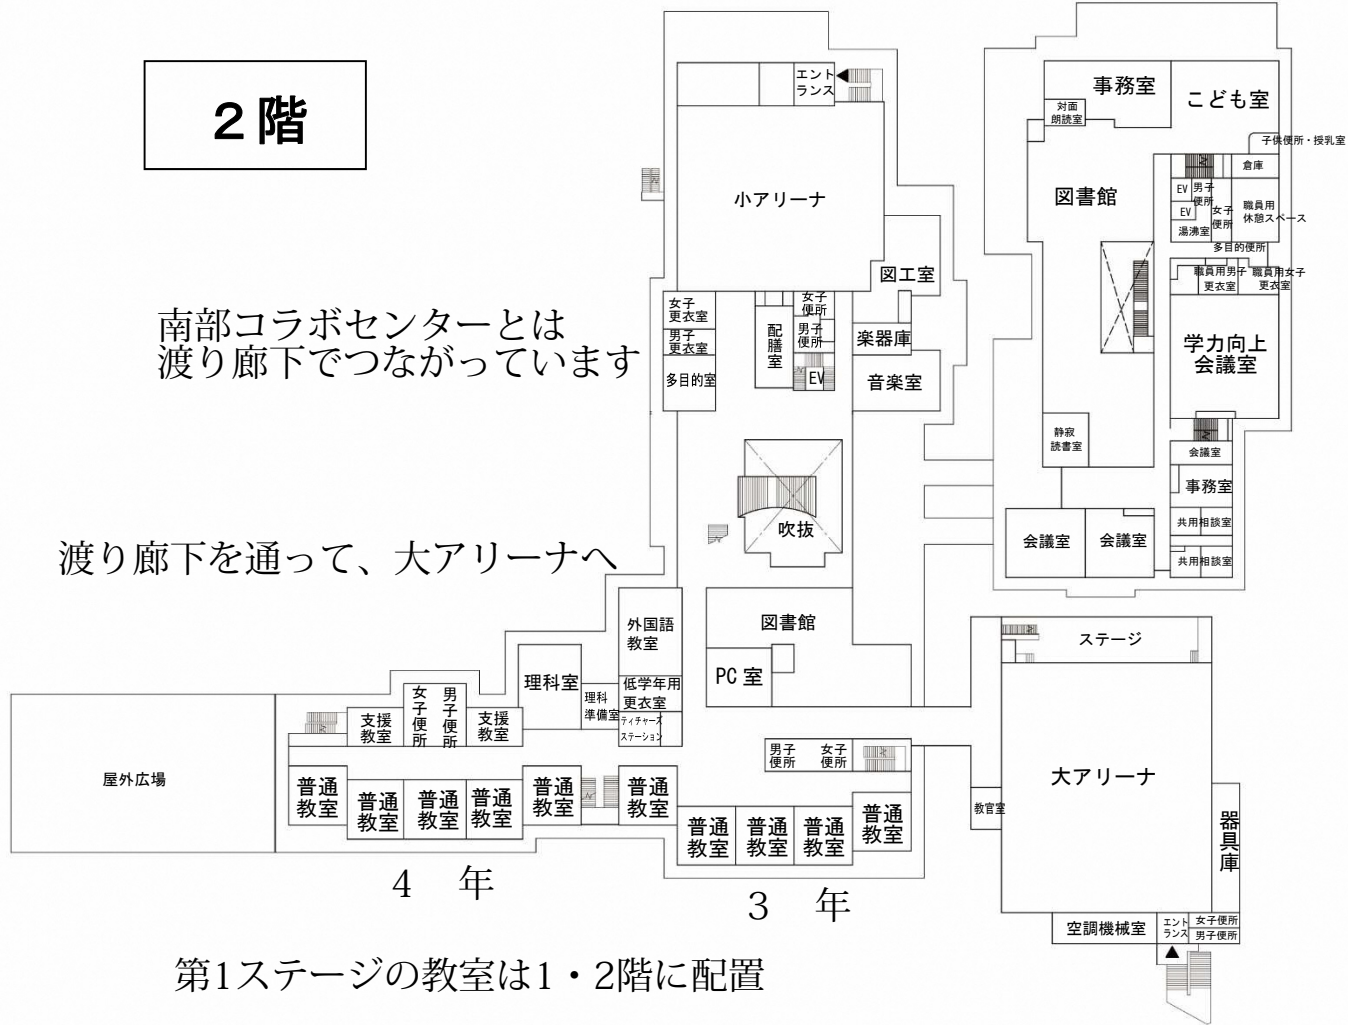 ２階
エント
ランス
小アリーナ
事務室
こども室
対面
朗読室
子供便所・授乳室
倉庫
図書館
EV
男子
便所
EV
女子
便所
湯沸室
職員用
休憩スペース
多目的便所
職員用男子
更衣室
職員用女子
更衣室
学力向上
会議室
図工室
南部コラボセンターとは
渡り廊下でつながっています
女子
更衣室
男子
更衣室
多目的室
配膳室
女子
便所
男子
便所
EV
楽器庫
音楽室
静寂
読書室
会議室
事務室
共用相談室
共用相談室
会議室
会議室
吹抜
渡り廊下を通って、大アリーナへ
外国語
教室
図書館
PC室
理科室
理科
準備室
低学年用
更衣室
ティチャーズ
ステーション
支援
教室
女子便所
男子便所
支援
教室
屋外広場
普通
教室
普通
教室
普通
教室
普通
教室
普通
教室
普通
教室
普通
教室
普通
教室
普通
教室
普通
教室
男子
便所
女子
便所
ステージ
大アリーナ
教官室
器具庫
空調機械室
エント
ランス
女子便所
男子便所
4　年
3　年
第1ステージの教室は1・2階に配置